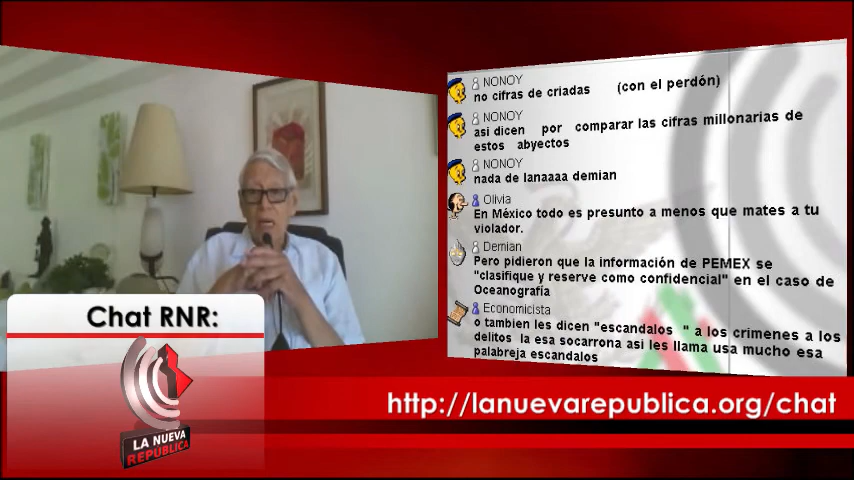 NONOY
no cifras de criadas (con el perdón)
NONOY
asi dicen por comparar las cifras millonarias de
estos abyectos
NONOY
nada de lanaaaa demian
Olivia
En México todo es presunto a menos que mates a tu
violador.
Demian
Pero pidieron que la información de PEMEX se
"clasifique y reserve como confidencial" en el caso de
Oceanografía
Economicista
o tambien les dicen "escandalos " a los crimenes a los
delitos la esa socarrona asi les llama usa mucho esa
palabreja escandalos
Chat RNR:
LA NUEVA
REPUBLICA
http://lanuevarepublica.org/chat